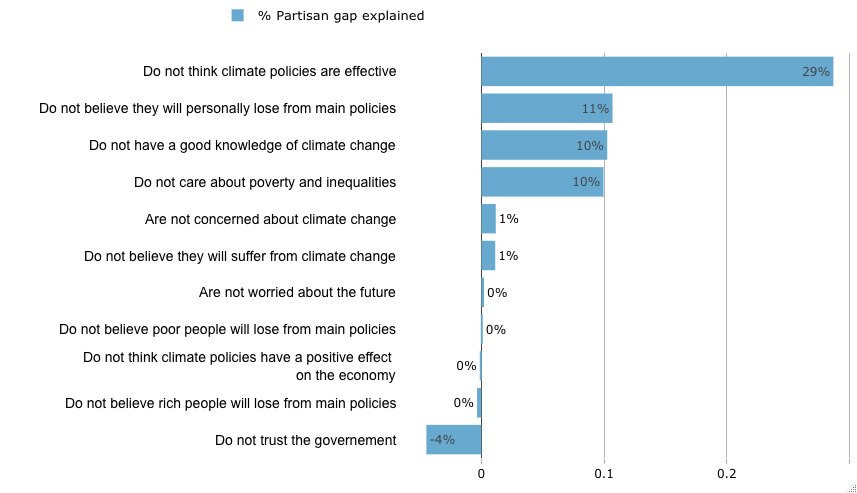 % Partisan gap explained
Do not think climate policies are effective 29%
Do not believe they will personally lose from main policies 11%
Do not have a good knowledge of climate change 10%
Do not care about poverty and inequalities 10%
Are not concerned about climate change 1%
Do not believe they will suffer from climate change 1%
Are not worried about the future 0%
Do not believe poor people will lose from main policies 0%
Do not think climate policies have a positive effect
on the economy 0%
Do not believe rich people will lose from main policies 0%
Do not trust the governement -4%
0 0.1 0.2